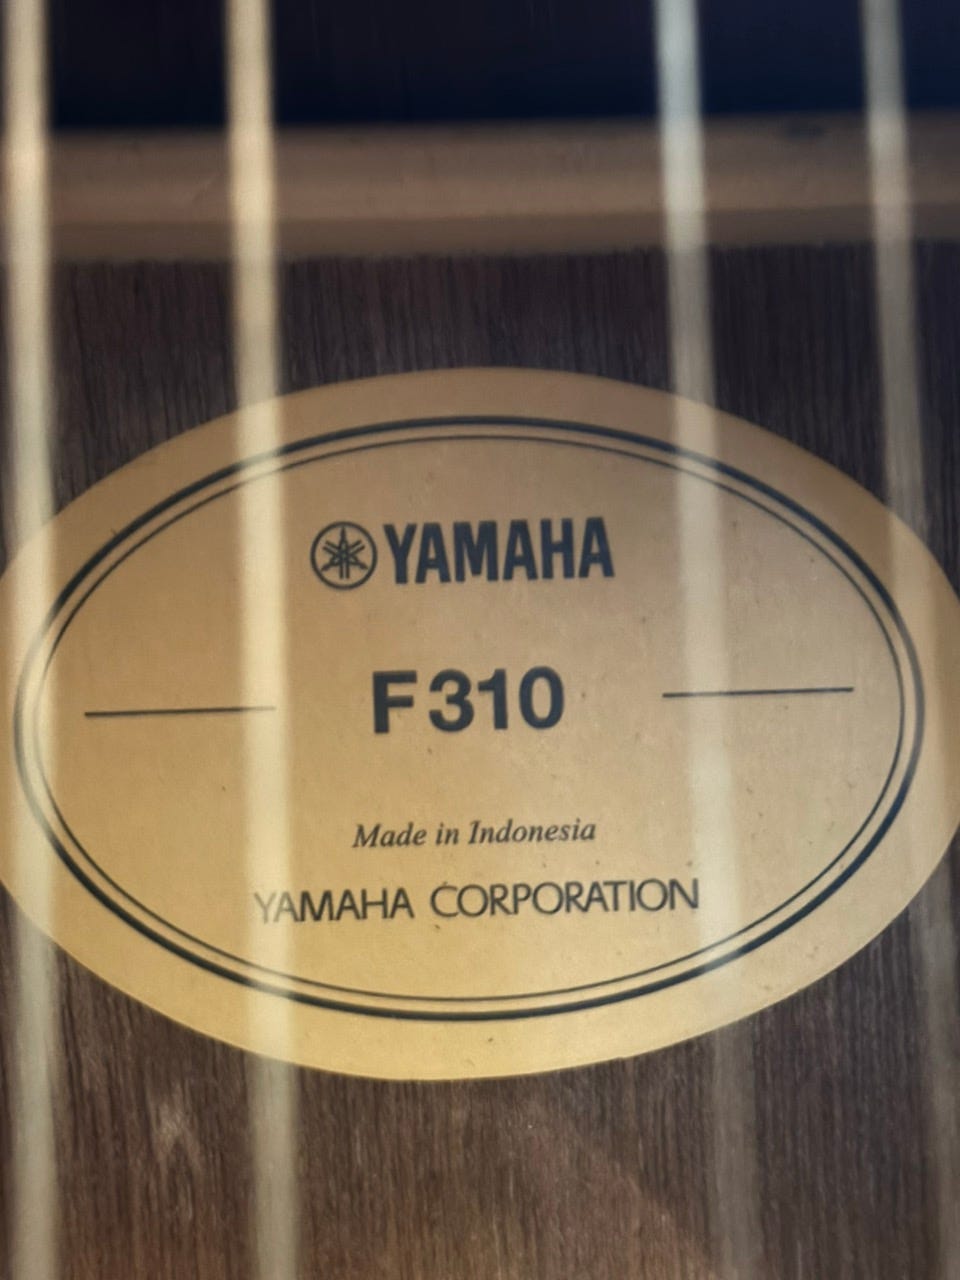 YAMAHA
F310
Made in Indonesia
YAMAHA CORPORATION